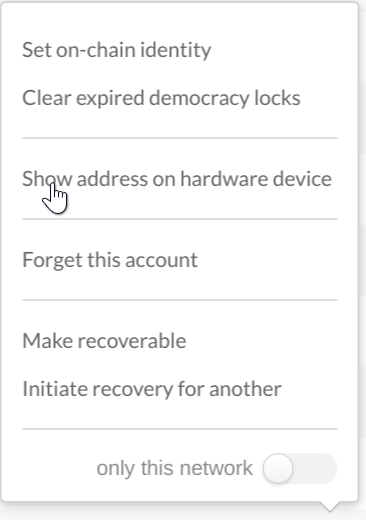 Set on-chain identity
Clear expired democracy locks
Show address on hardware device
Forget this account
Make recoverable
Initiate recovery for another
only this network